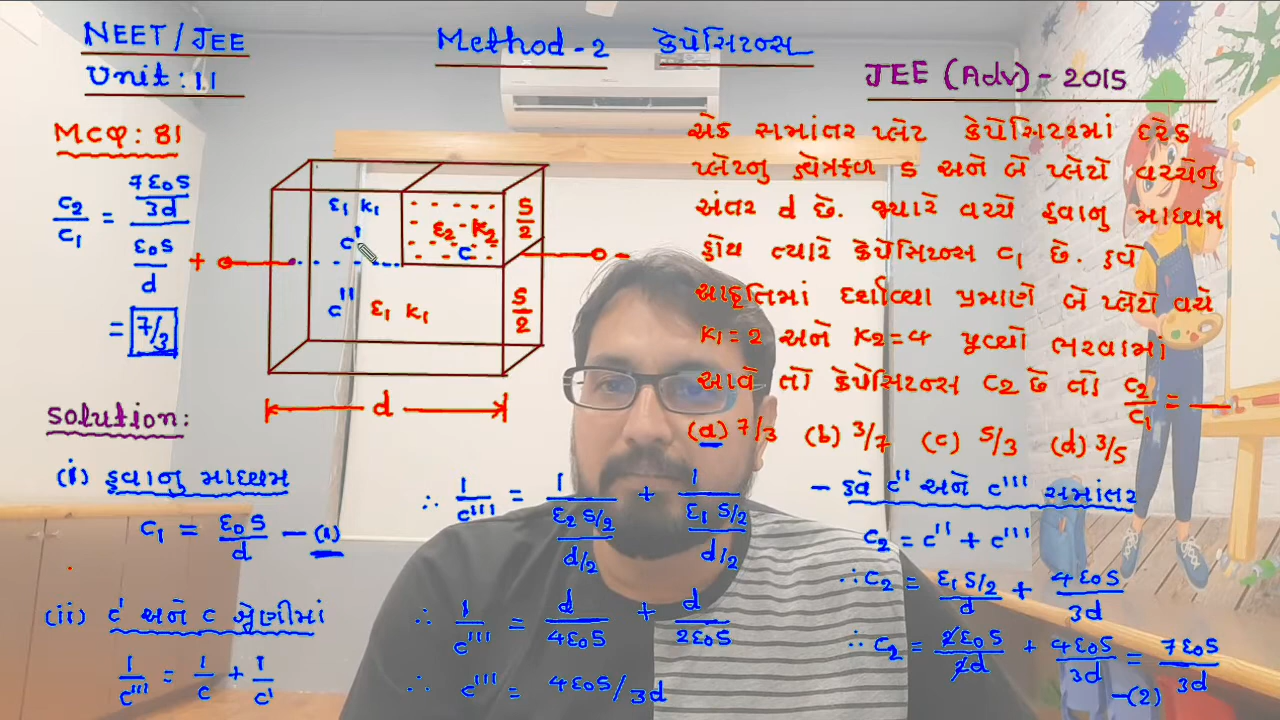 NEET/JEE
Unit: 11
Method-2 કેપેસિટન્સ
JEE (Adv) - 2015
MCQ: 81
C₂/C₁ = (7ε₀S/3d)/(ε₀S/d)
= 7/3
ε₁ K₁
ε₂ K₂
C'
C
S/2
C''
ε₁ K₁
S/2
+
-
d
એક સમાંતર પ્લેટ કેપેસિટરમાં દરેક
પ્લેટનુ ક્ષેત્રફળ S અને બે પ્લેટો વચ્ચેનુ
અંતર d છે. જ્યારે વચ્ચે હવાનુ માધ્યમ
હોય ત્યારે કેપેસિટન્સ C₁ છે. હવે
આકૃતિમાં દર્શાવ્યા પ્રમાણે બે પ્લેટો વચે
K₁=2 અને K₂=4 મુલ્યો ભરવામાં
આવે તો કેપેસિટન્સ C₂ છે તો C₂/C₁ = __
(a) 7/3 (b) 3/7 (c) 5/3 (d) 3/5
Solution:
(i) હવાનુ માધ્યમ
C₁ = ε₀S/d — (1)
(ii) C' અને C શ્રેણીમાં
1/C''' = 1/C + 1/C'
∴ 1/C''' = 1/((ε₂ S/2)/(d/2)) + 1/((ε₁ S/2)/(d/2))
∴ 1/C''' = d/4ε₀S + d/2ε₀S
∴ C''' = 4ε₀S/3d
- હવે C'' અને C''' સમાંતર
C₂ = C'' + C'''
∴ C₂ = (ε₁ S/2)/d + 4ε₀S/3d
∴ C₂ = 2ε₀S/2d + 4ε₀S/3d = 7ε₀S/3d
—(2)